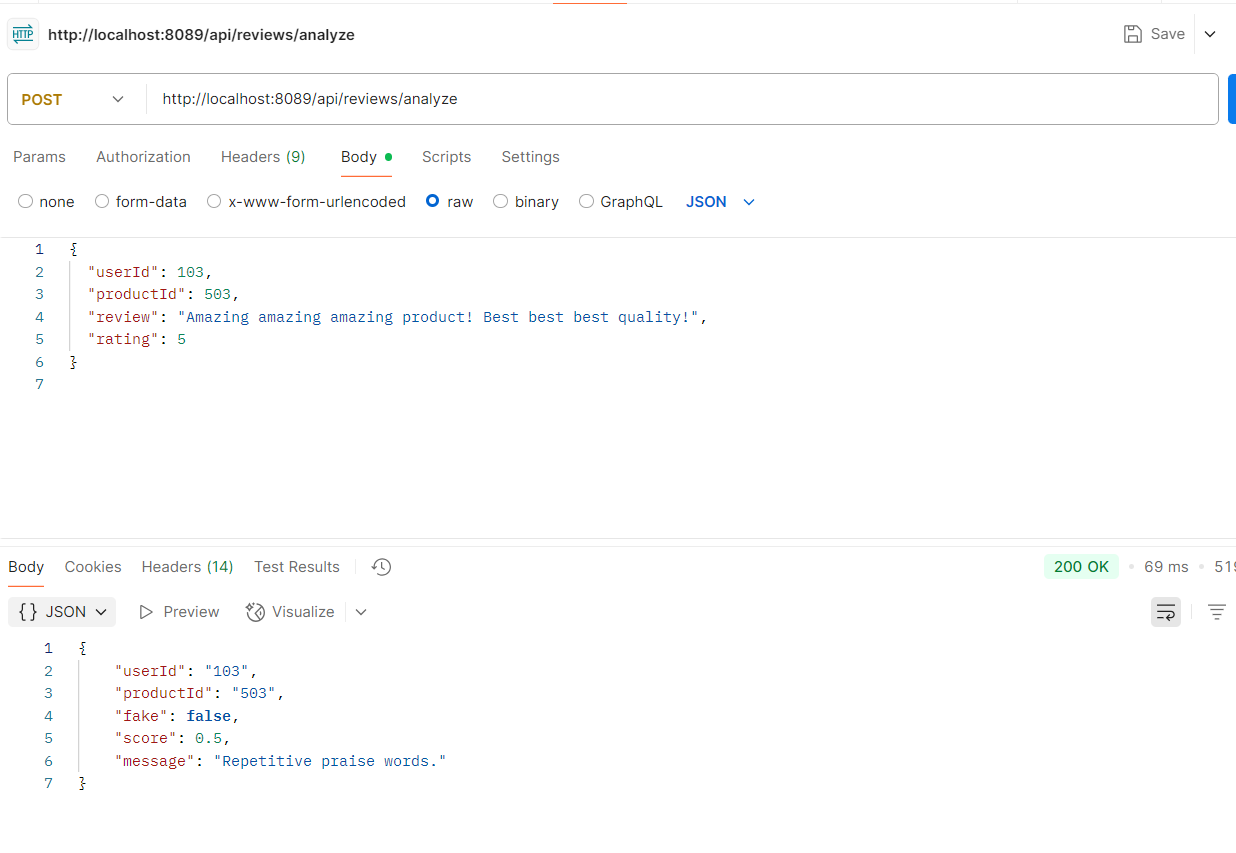 HTTP http://localhost:8089/api/reviews/analyze Save
POST http://localhost:8089/api/reviews/analyze
Params Authorization Headers (9) Body Scripts Settings
none form-data x-www-form-urlencoded raw binary GraphQL JSON
1 {
2 "userId": 103,
3 "productId": 503,
4 "review": "Amazing amazing amazing product! Best best best quality!",
5 "rating": 5
6 }
7
Body Cookies Headers (14) Test Results 200 OK • 69 ms • 519
{} JSON Preview Visualize
1 {
2 "userId": "103",
3 "productId": "503",
4 "fake": false,
5 "score": 0.5,
6 "message": "Repetitive praise words."
7 }